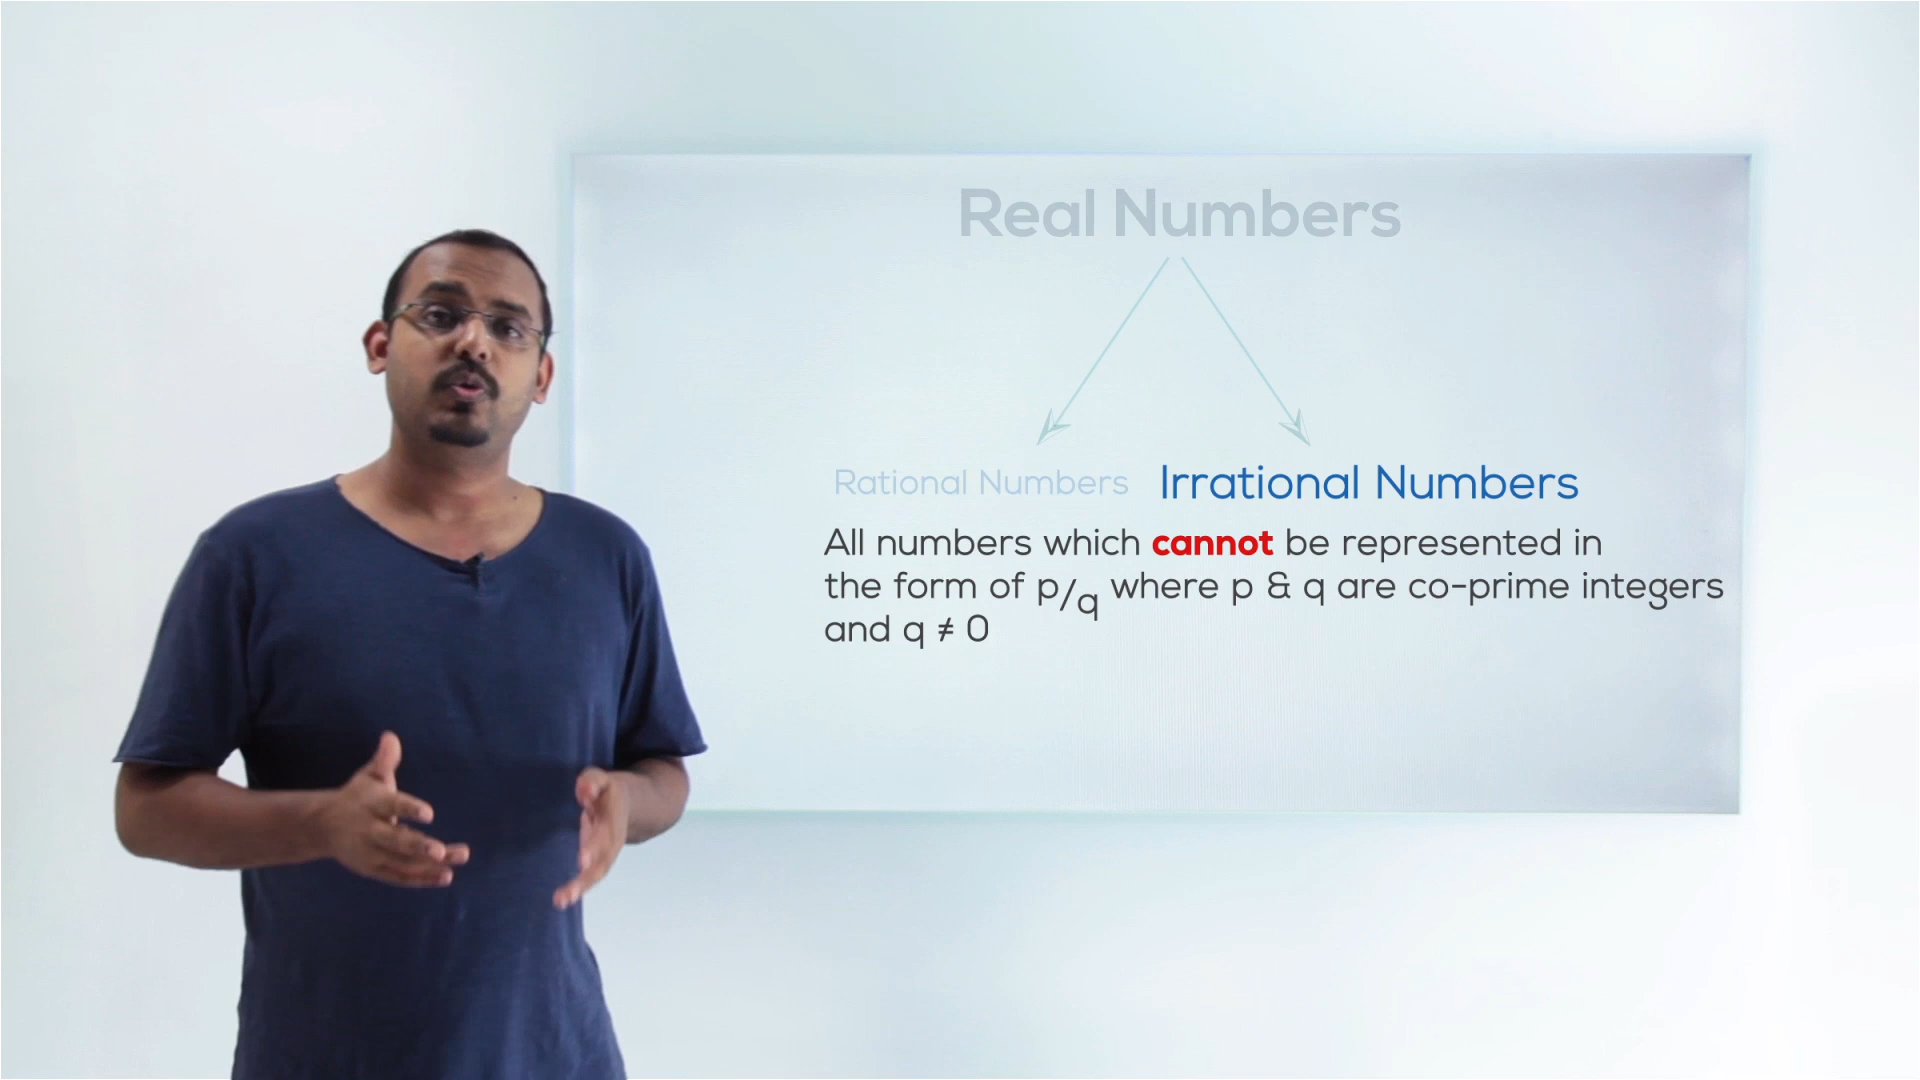 Real Numbers
Rational Numbers Irrational Numbers
All numbers which cannot be represented in
the form of p/q where p & q are co-prime integers
and q ≠ 0